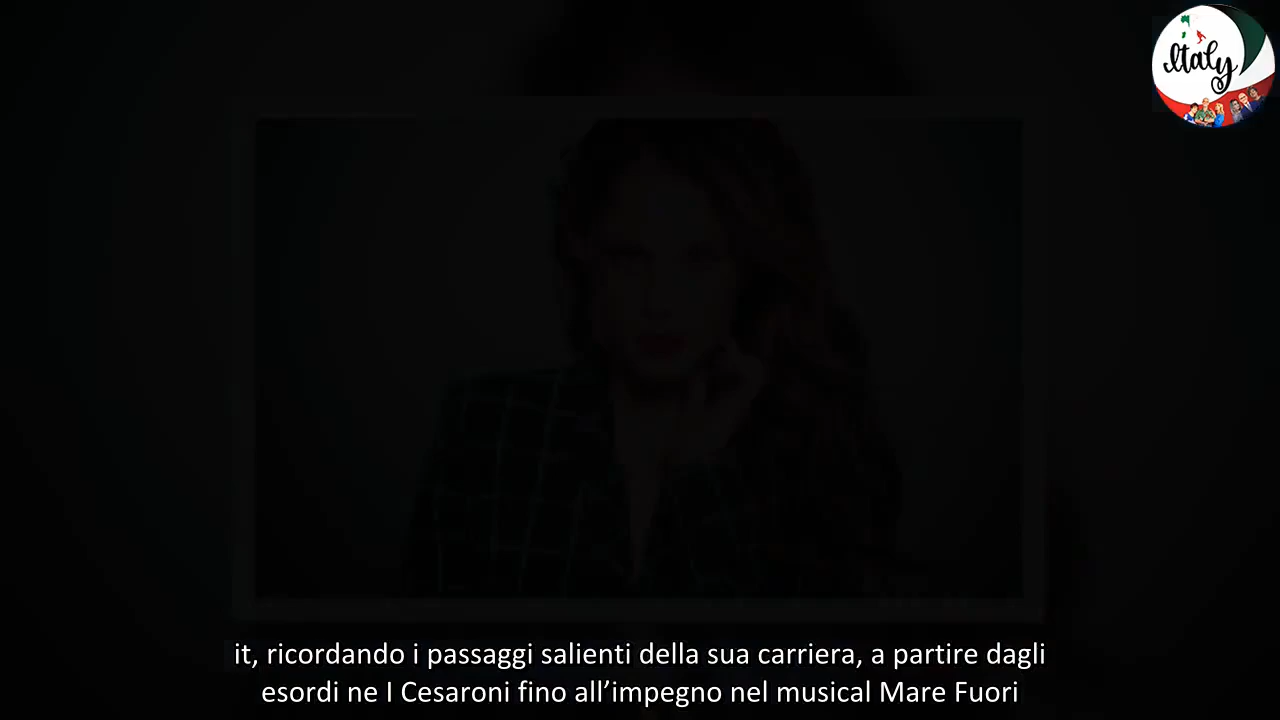 Italy
it, ricordando i passaggi salienti della sua carriera, a partire dagli
esordi ne I Cesaroni fino all’impegno nel musical Mare Fuori